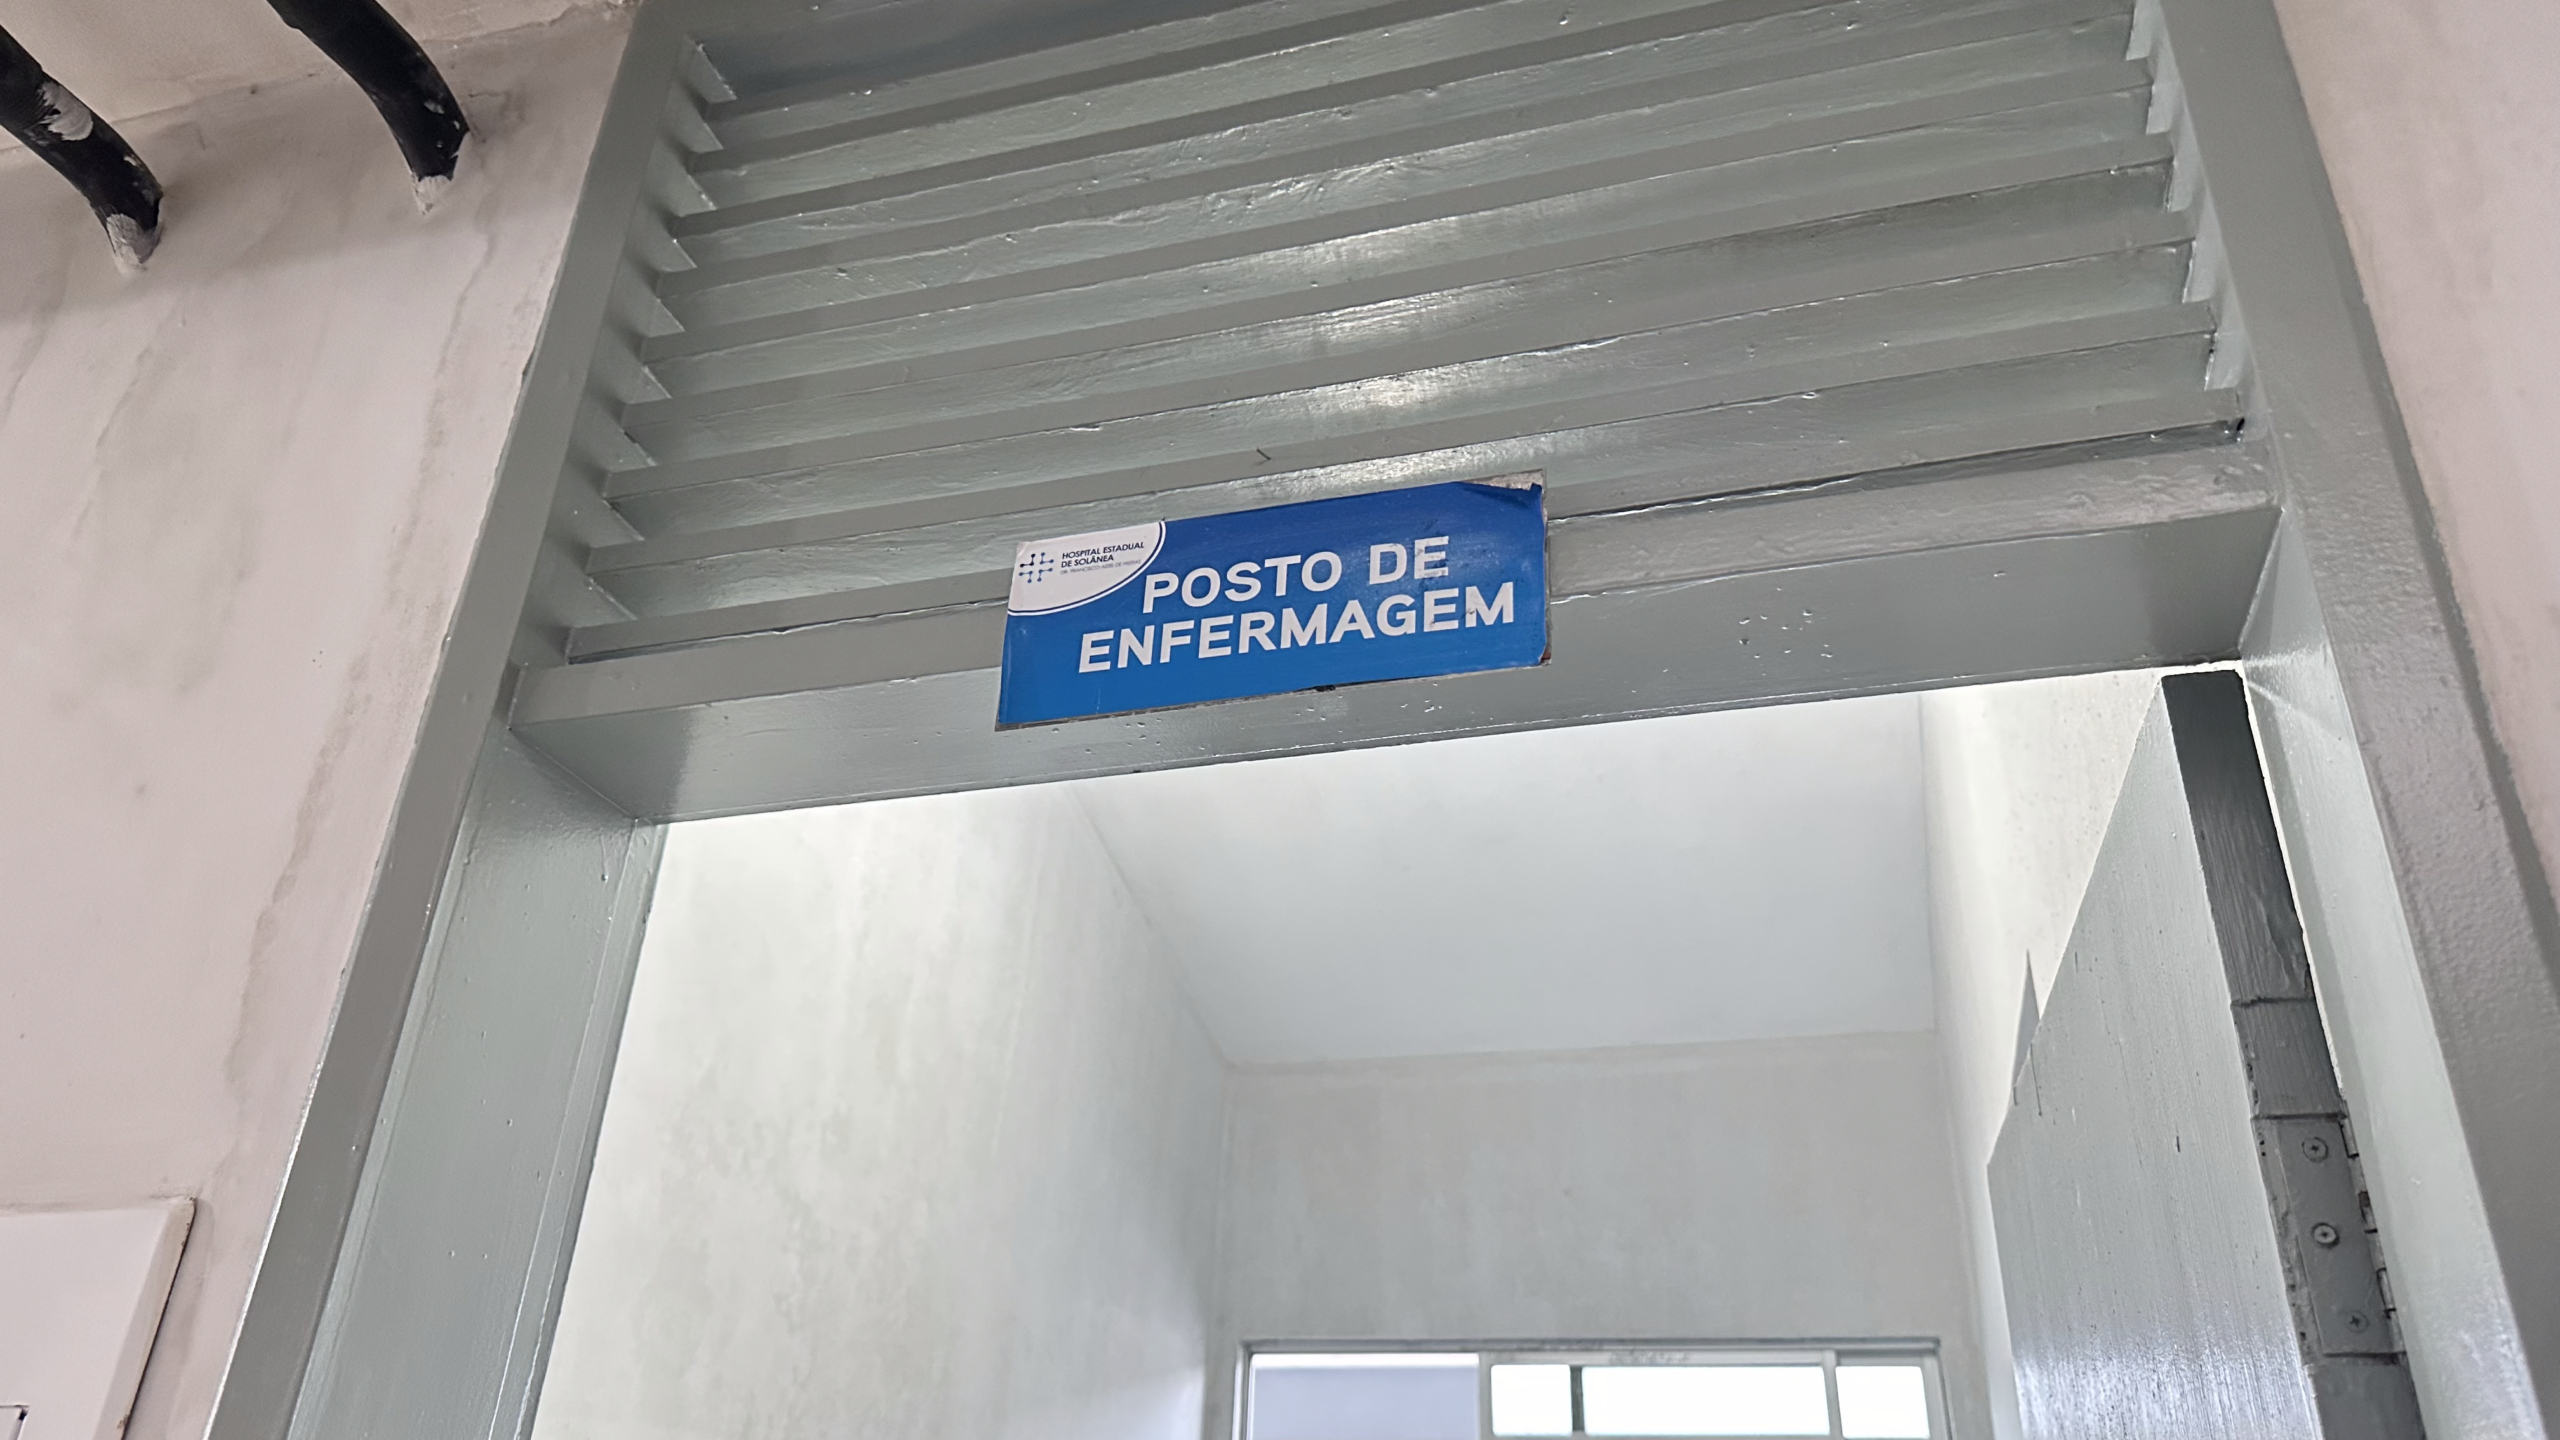 HOSPITAL ESTADUAL
DE SOLÂNEA
POSTO DE
ENFERMAGEM